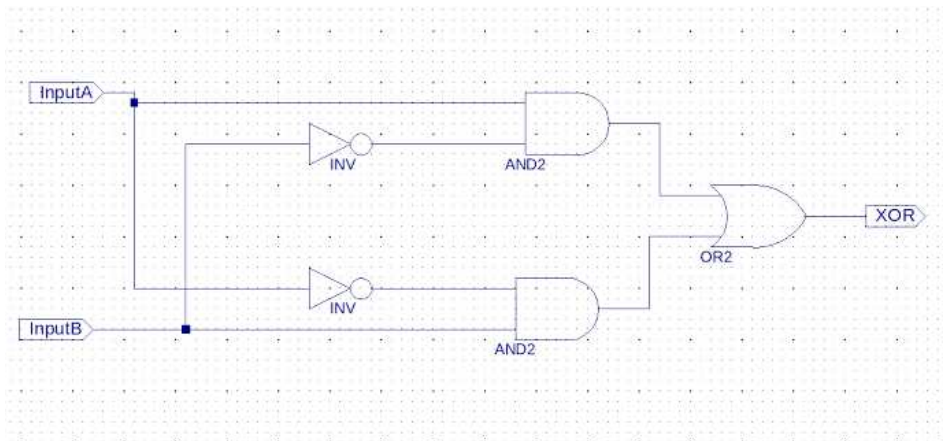 InputA
INV
AND2
XOR
OR2
INV
InputB
AND2